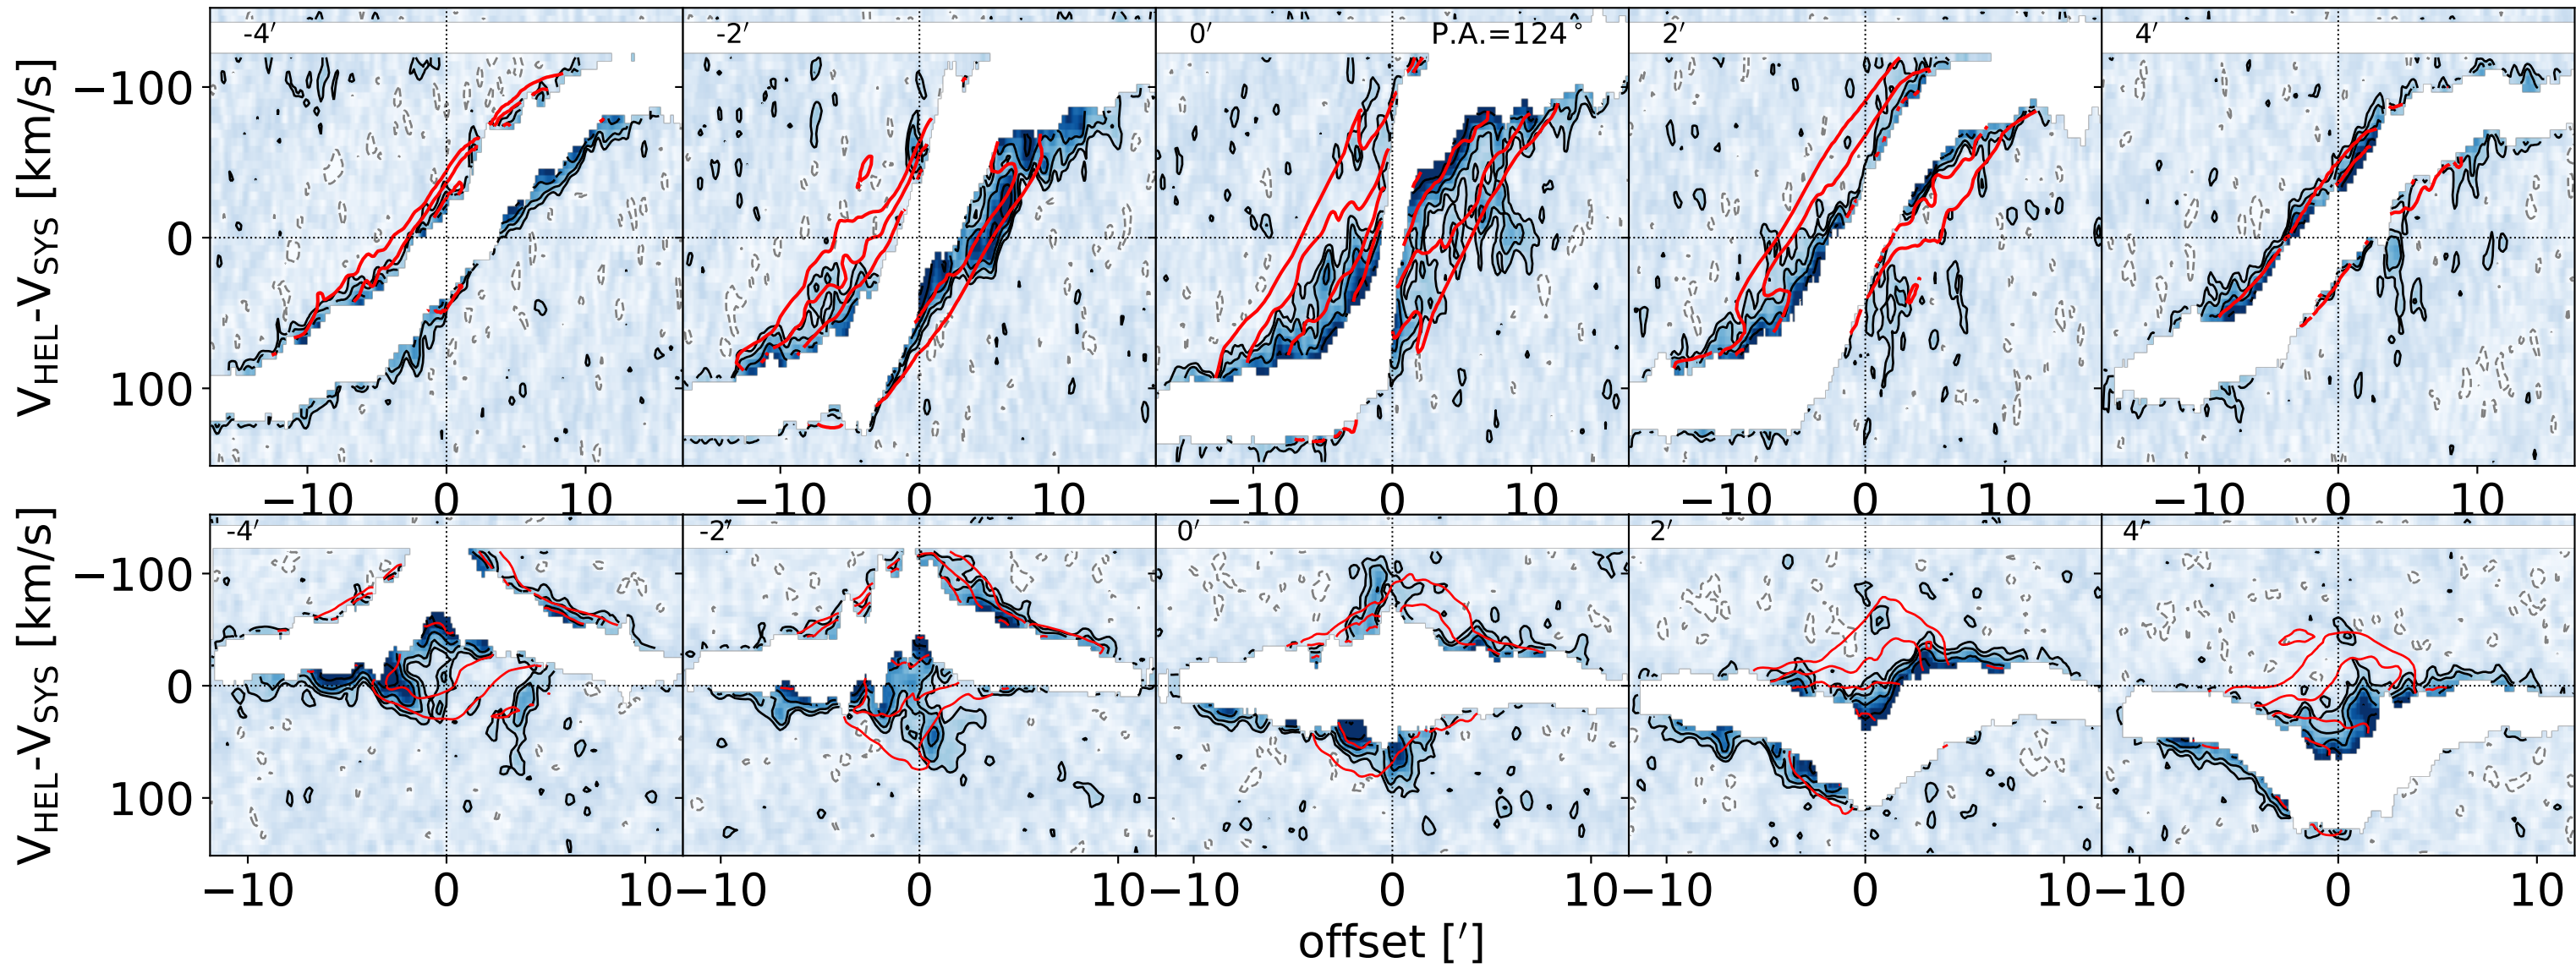 -4′ -2′ 0′ P.A.=124° 2′ 4′
V_HEL-V_SYS [km/s]
−100
0
100
−10 0 10 −10 0 10 −10 0 10 −10 0 10 −10 0 10
-4′ -2′ 0′ 2′ 4′
V_HEL-V_SYS [km/s]
−100
0
100
−10 0 10 −10 0 10 −10 0 10 −10 0 10 −10 0 10
offset [′]